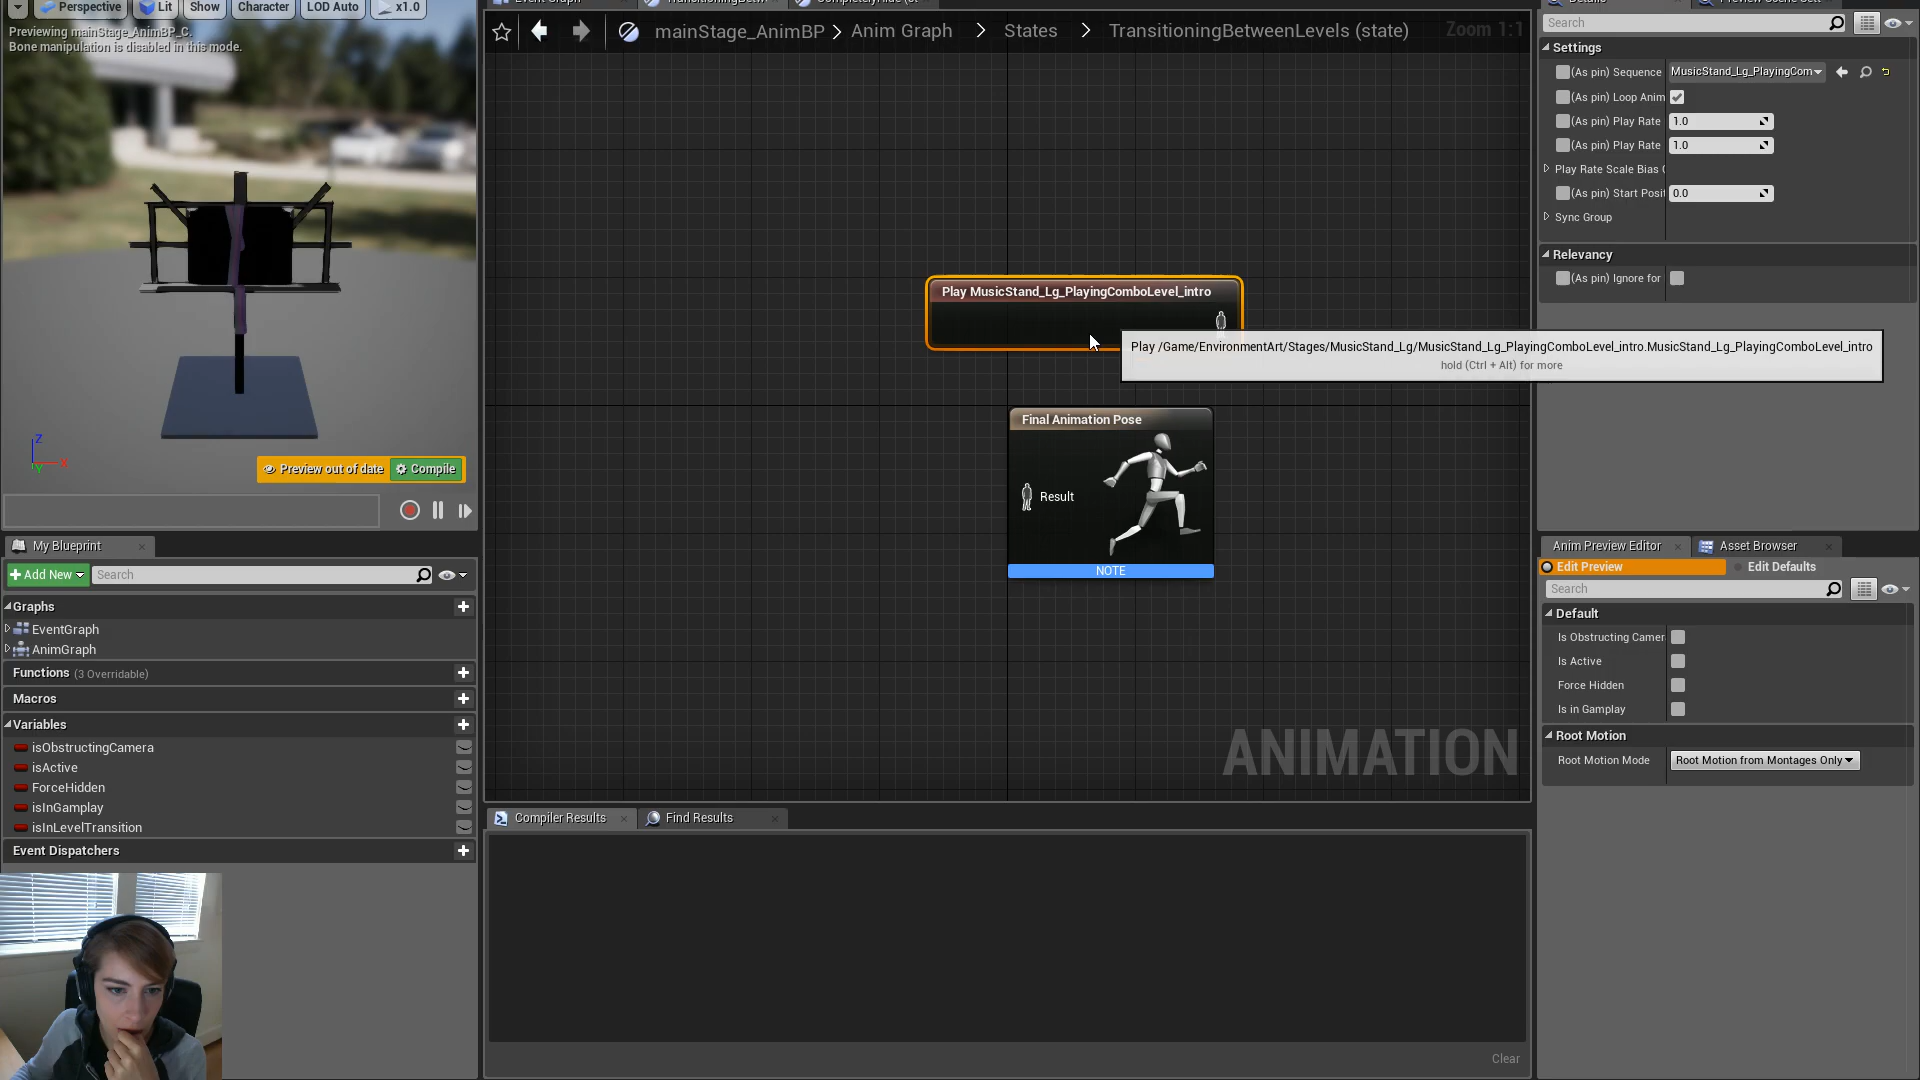 Perspective
Lit
Show
Character
LOD Auto
x1.0
Previewing mainStage_AnimBP_C.
Bone manipulation is disabled in this mode.
Z
X
Y
Preview out of date
Compile
My Blueprint
Add New
Search
Graphs
EventGraph
AnimGraph
Functions (3 Overridable)
Macros
Variables
isObstructingCamera
isActive
ForceHidden
isInGamplay
isInLevelTransition
Event Dispatchers
mainStage_AnimBP
Anim Graph
States
TransitioningBetweenLevels (state)
Zoom 1:1
Play MusicStand_Lg_PlayingComboLevel_intro
Play /Game/EnvironmentArt/Stages/MusicStand_Lg/MusicStand_Lg_PlayingComboLevel_intro.MusicStand_Lg_PlayingComboLevel_intro
hold (Ctrl + Alt) for more
Final Animation Pose
Result
NOTE
ANIMATION
Compiler Results
Find Results
Clear
Search
Settings
(As pin) Sequence
MusicStand_Lg_PlayingCom
(As pin) Loop Anim
(As pin) Play Rate
1.0
(As pin) Play Rate
1.0
Play Rate Scale Bias
(As pin) Start Posit
0.0
Sync Group
Relevancy
(As pin) Ignore for
Anim Preview Editor
Asset Browser
Edit Preview
Edit Defaults
Search
Default
Is Obstructing Camer
Is Active
Force Hidden
Is in Gamplay
Root Motion
Root Motion Mode
Root Motion from Montages Only